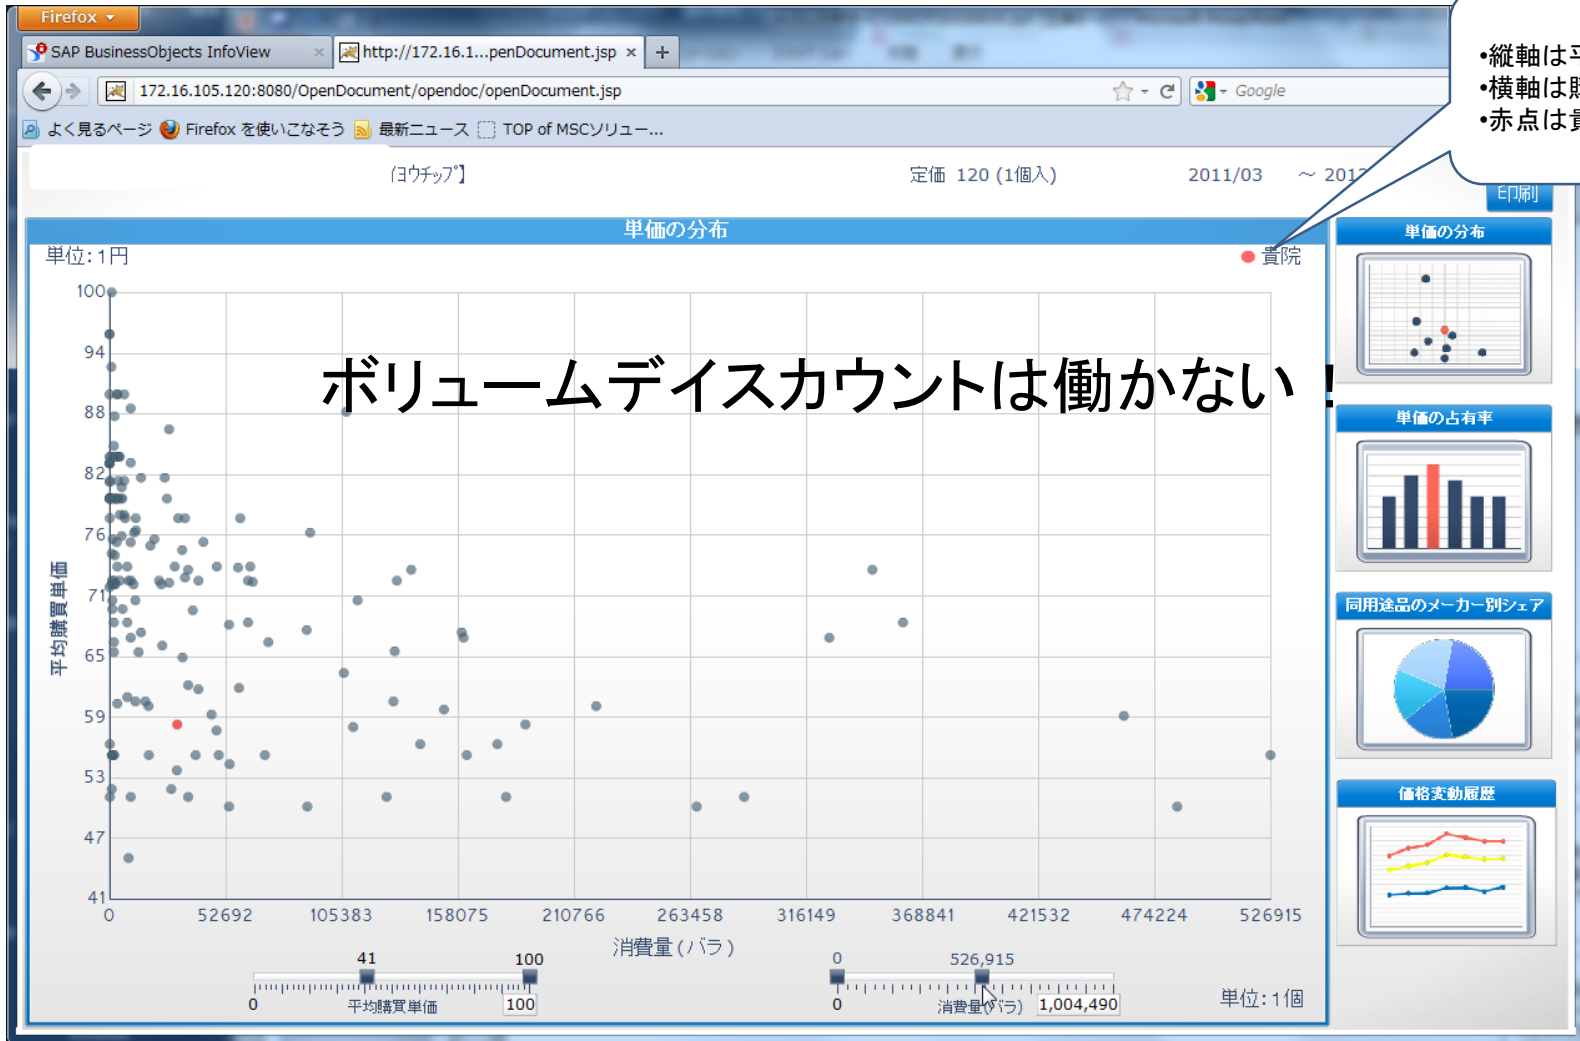 Firefox
SAP BusinessObjects InfoView
http://172.16.1...penDocument.jsp
172.16.105.120:8080/OpenDocument/opendoc/openDocument.jsp
Google
よく見るページ
Firefox を使いこなそう
最新ニュース
TOP of MSCソリュー...
•縦軸は平
•横軸は購
•赤点は貴
ﾖｳﾁｯﾌﾟ】
定価 120 (1個入)
2011/03 ～ 201
印刷
単価の分布
単位:1円
貴院
ボリュームデイスカウントは働かない！
平均購買単価
100
94
88
82
76
71
65
59
53
47
41
0 52692 105383 158075 210766 263458 316149 368841 421532 474224 526915
消費量(バラ)
41 100
0 平均購買単価 100
0 526,915
0 消費量(バラ) 1,004,490
単位:1個
単価の分布
単価の占有率
同用途品のメーカー別シェア
価格変動履歴